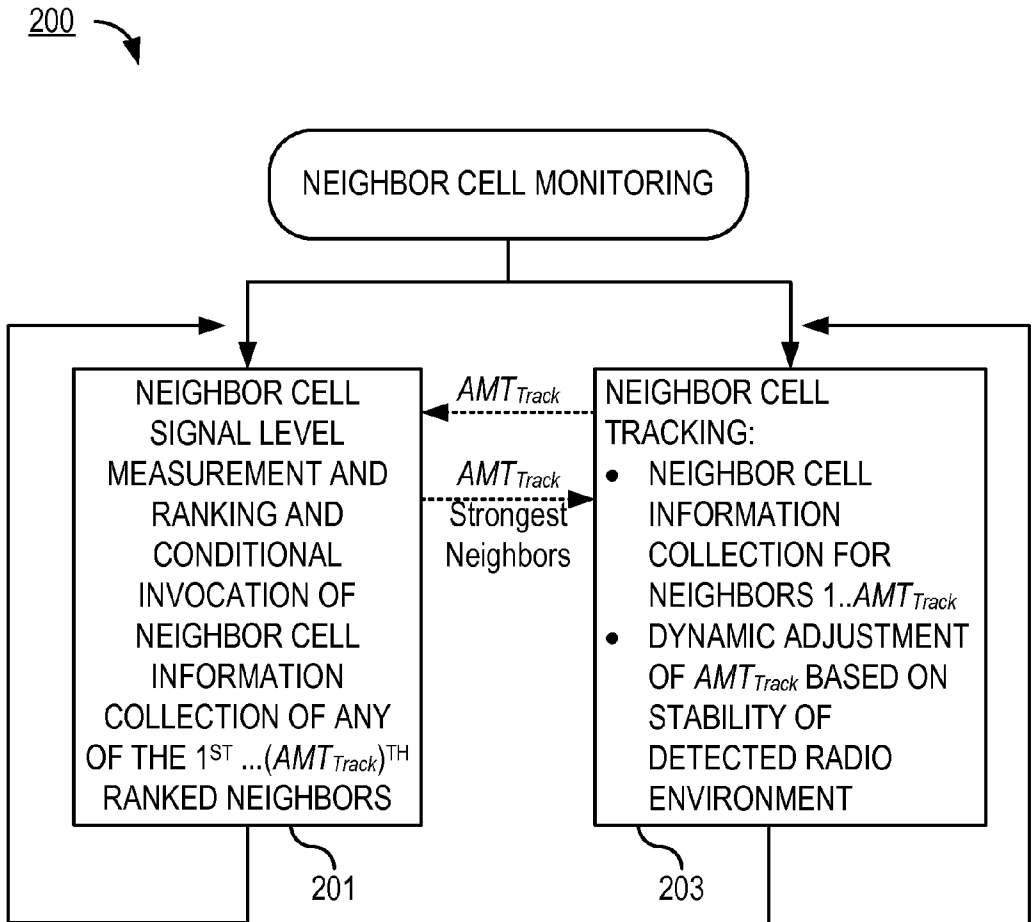 200
NEIGHBOR CELL MONITORING
NEIGHBOR CELL
SIGNAL LEVEL
MEASUREMENT AND
RANKING AND
CONDITIONAL
INVOCATION OF
NEIGHBOR CELL
INFORMATION
COLLECTION OF ANY
OF THE 1ST ...(AMTTrack)TH
RANKED NEIGHBORS
201
AMTTrack
AMTTrack
Strongest
Neighbors
NEIGHBOR CELL
TRACKING:
• NEIGHBOR CELL
INFORMATION
COLLECTION FOR
NEIGHBORS 1..AMTTrack
• DYNAMIC ADJUSTMENT
OF AMTTrack BASED ON
STABILITY OF
DETECTED RADIO
ENVIRONMENT
203